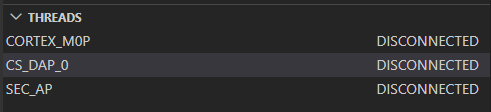 THREADS
CORTEX_M0P DISCONNECTED
CS_DAP_0 DISCONNECTED
SEC_AP DISCONNECTED